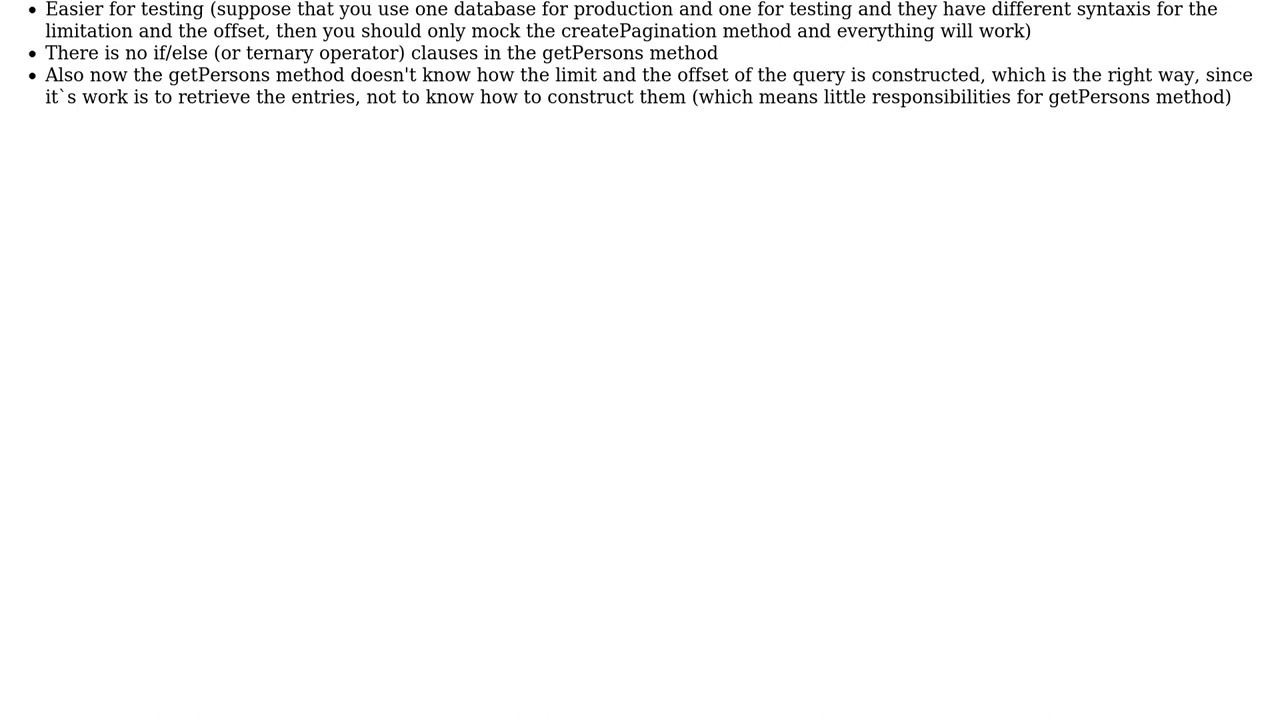 • Easier for testing (suppose that you use one database for production and one for testing and they have different syntaxis for the
limitation and the offset, then you should only mock the createPagination method and everything will work)
• There is no if/else (or ternary operator) clauses in the getPersons method
• Also now the getPersons method doesn't know how the limit and the offset of the query is constructed, which is the right way, since
it`s work is to retrieve the entries, not to know how to construct them (which means little responsibilities for getPersons method)